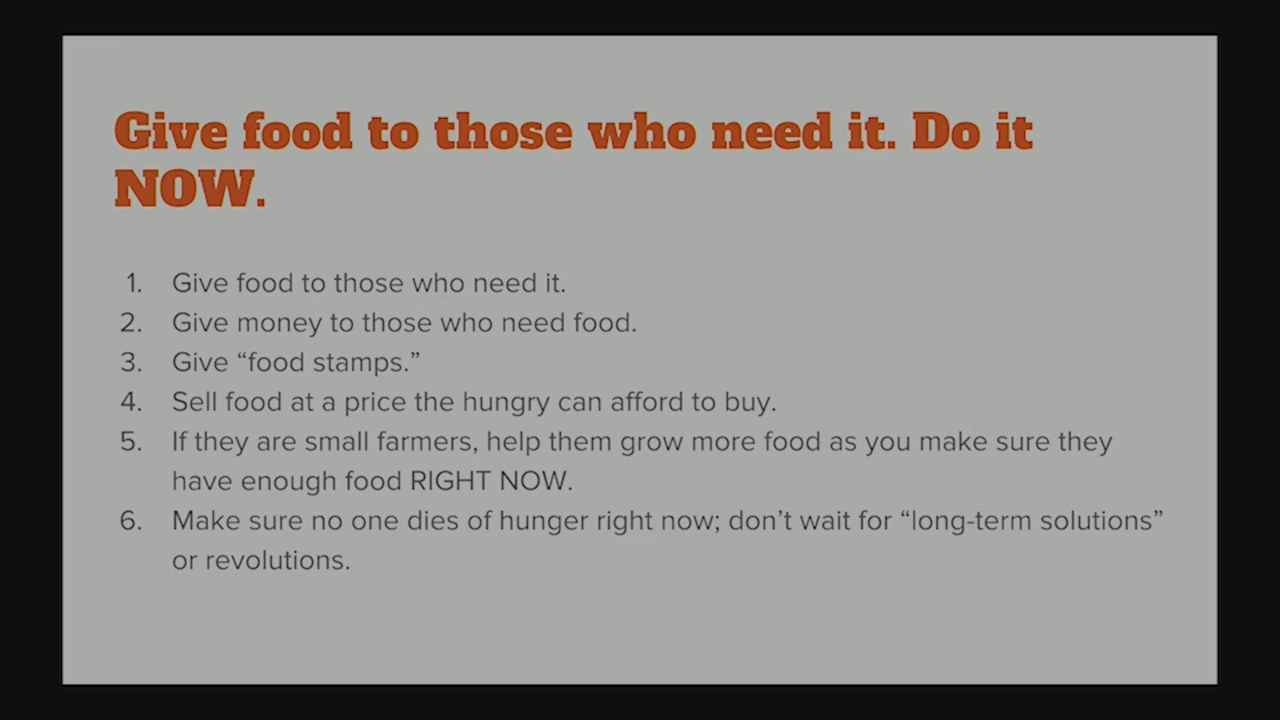 Give food to those who need it. Do it
NOW.
1. Give food to those who need it.
2. Give money to those who need food.
3. Give “food stamps.”
4. Sell food at a price the hungry can afford to buy.
5. If they are small farmers, help them grow more food as you make sure they
have enough food RIGHT NOW.
6. Make sure no one dies of hunger right now; don’t wait for “long-term solutions”
or revolutions.